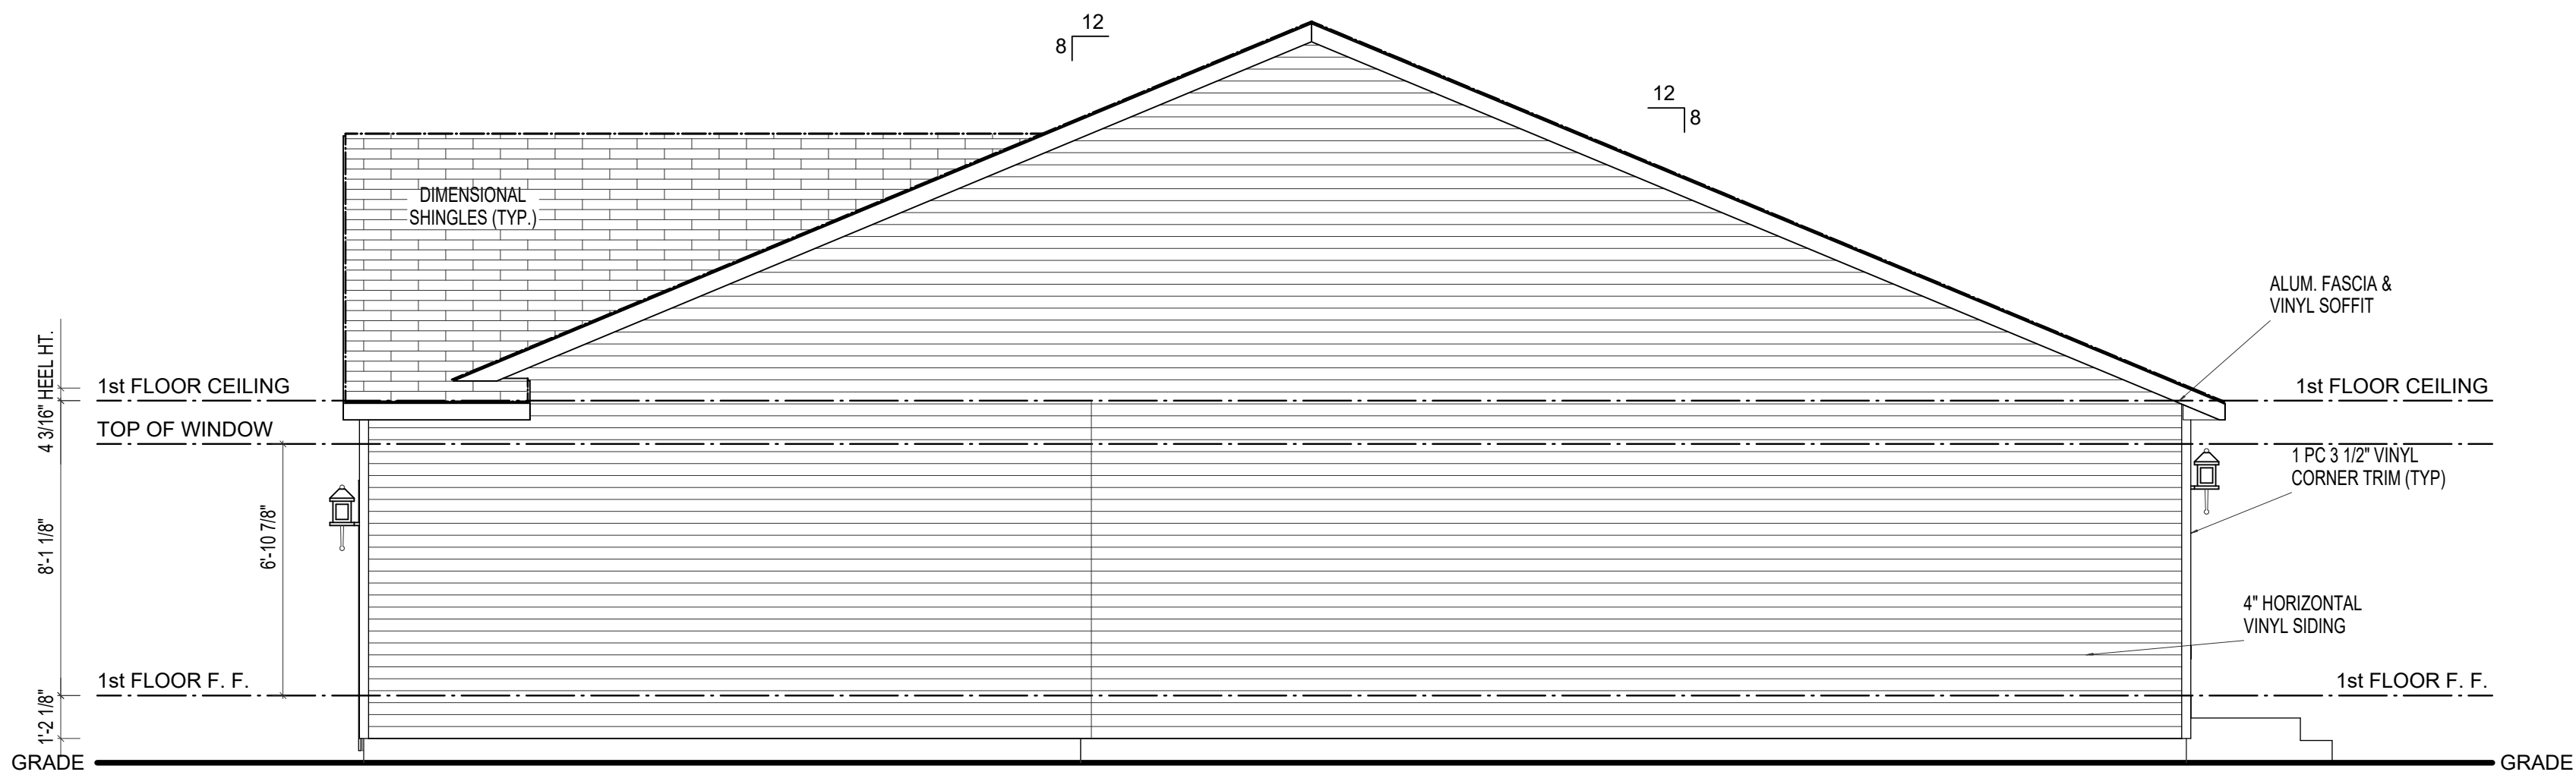 12
8
12
8
DIMENSIONAL
SHINGLES (TYP.)
ALUM. FASCIA &
VINYL SOFFIT
4 3/16" HEEL HT.
1st FLOOR CEILING
1st FLOOR CEILING
TOP OF WINDOW
1 PC 3 1/2" VINYL
CORNER TRIM (TYP)
8'-1 1/8"
6'-10 7/8"
4" HORIZONTAL
VINYL SIDING
1st FLOOR F. F.
1st FLOOR F. F.
1'-2 1/8"
GRADE
GRADE